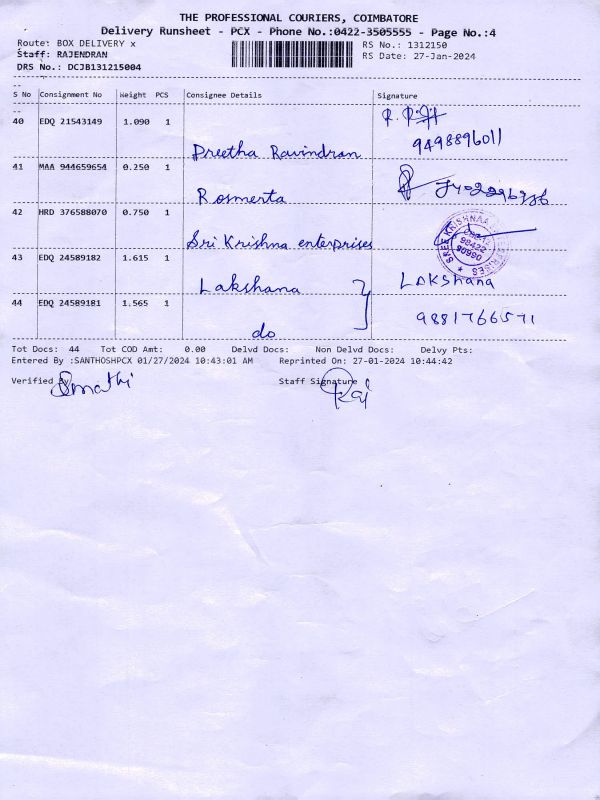 THE PROFESSIONAL COURIERS, COIMBATORE
Delivery Runsheet - PCX - Phone No.:0422-3505555 - Page No.:4
Route: BOX DELIVERY x
RS No.: 1312150
Staff: RAJENDRAN
RS Date: 27-Jan-2024
DRS No.: DCJB131215004
S No Consignment No Weight PCS Consignee Details Signature
40 EDQ 21543149 1.090 1
Preetha Ravindran 9498896011
41 MAA 944659654 0.250 1
Rosmerta
42 HRD 376588070 0.750 1
Sri Krishna enterprises
43 EDQ 24589182 1.615 1
Lakshana LAKshana
44 EDQ 24589181 1.565 1
do 9881766571
Tot Docs: 44 Tot COD Amt: 0.00 Delvd Docs: Non Delvd Docs: Delvy Pts:
Entered By :SANTHOSHPCX 01/27/2024 10:43:01 AM Reprinted On: 27-01-2024 10:44:42
Verified By Staff Signature